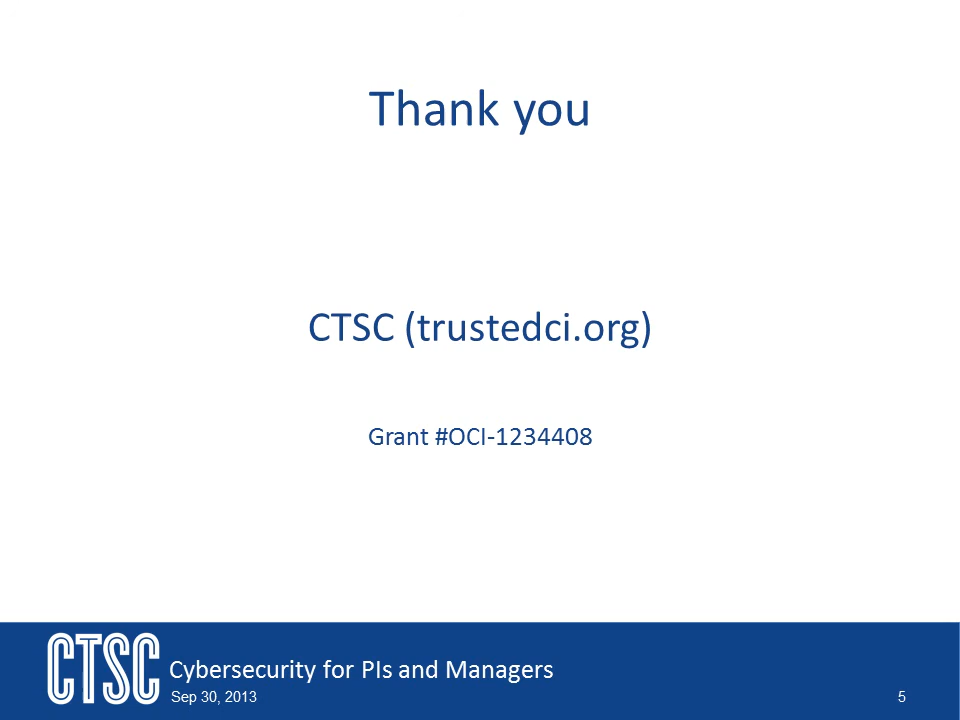 Thank you
CTSC (trustedci.org)
Grant #OCI-1234408
CTSC
Cybersecurity for PIs and Managers
Sep 30, 2013
5